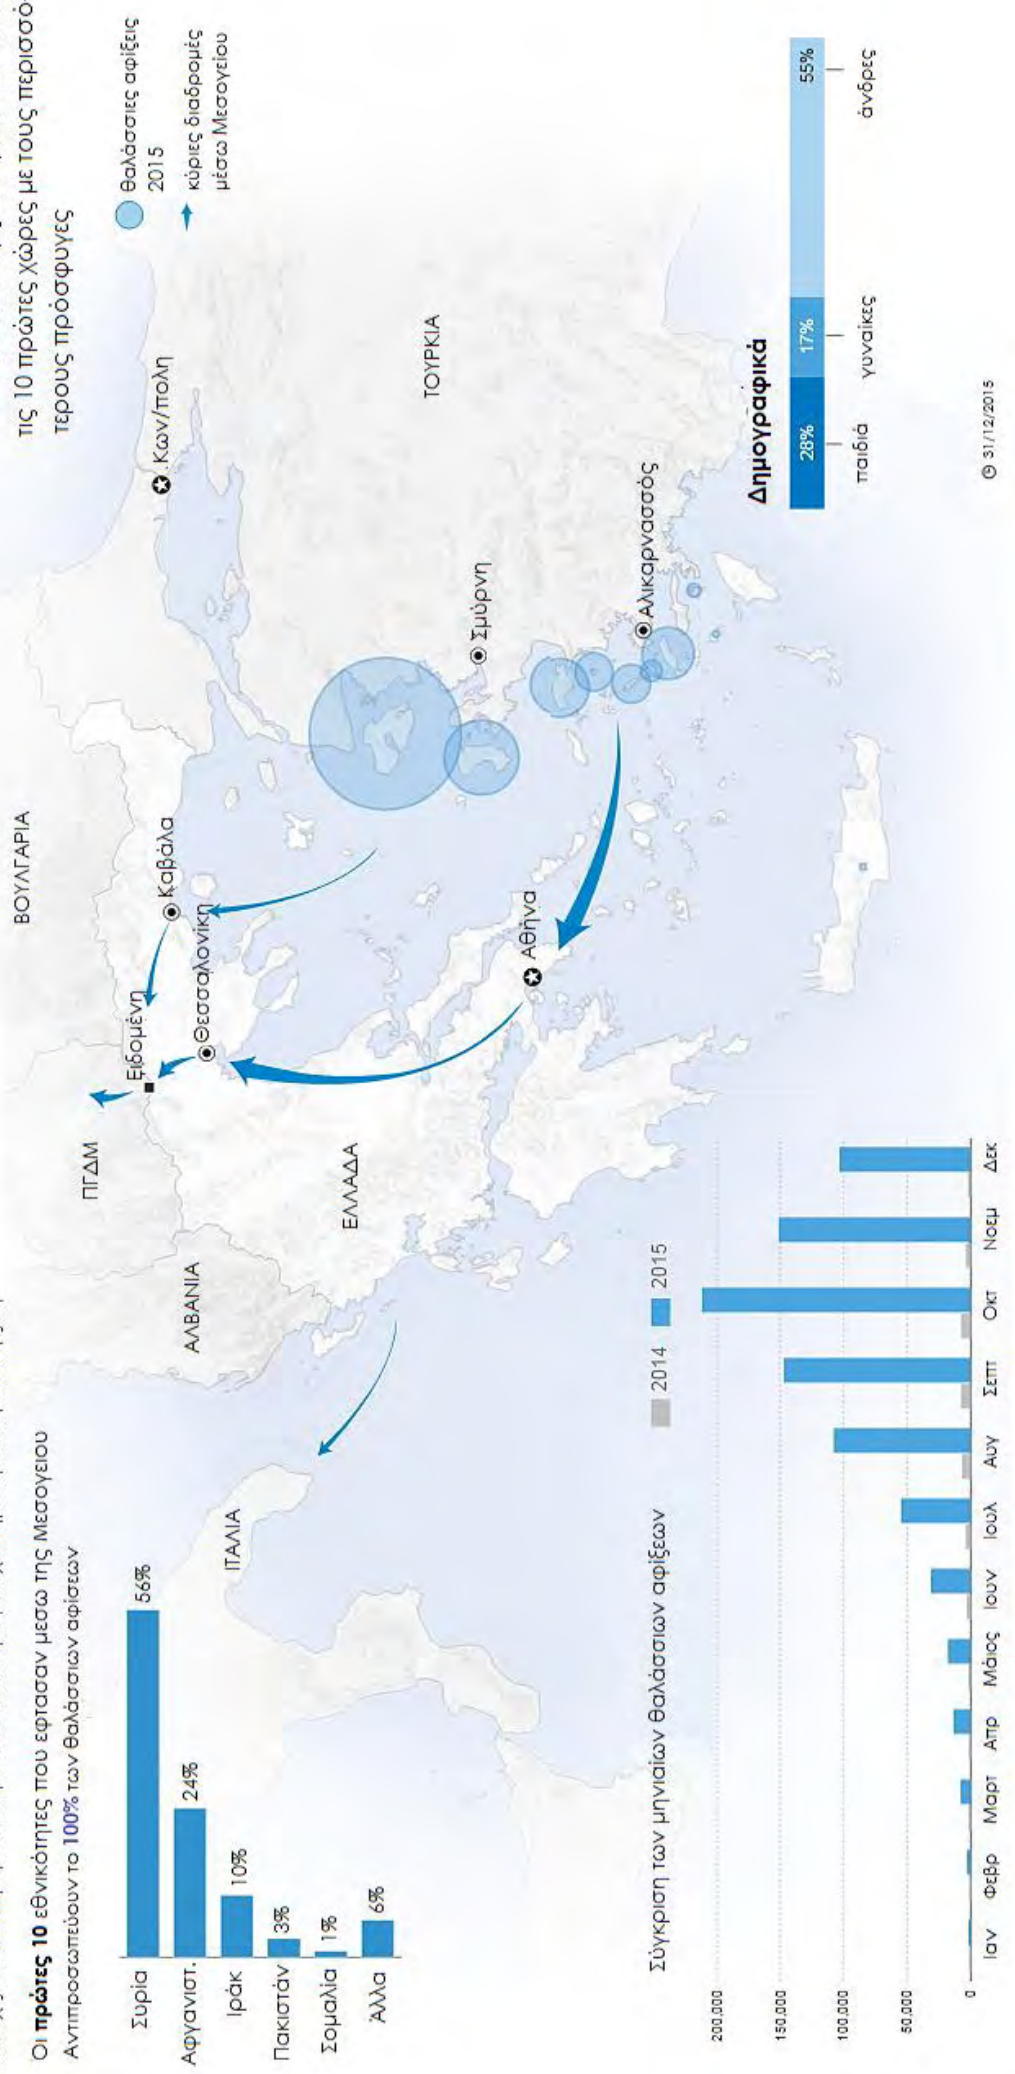 τις 10 πρώτες χώρες με τους περισσό-
τερους πρόσφυγες
Οι πρώτες 10 εθνικότητες που έφτασαν μέσω της Μεσογείου
Αντιπροσωπεύουν το 100% των θαλάσσιων αφίσεων
Συρία 56%
Αφγανιστ. 24%
Ιράκ 10%
Πακιστάν 3%
Σομαλία 1%
Άλλα 6%
θαλάσσιες αφίξεις
2015
κύριες διαδρομές
μέσω Μεσογείου
ΒΟΥΛΓΑΡΙΑ
ΠΓΔΜ
ΑΛΒΑΝΙΑ
ΙΤΑΛΙΑ
ΕΛΛΑΔΑ
ΤΟΥΡΚΙΑ
Κων/πολη
Καβάλα
Ειδομένη
Θεσσαλονίκη
Αθήνα
Σμύρνη
Αλικαρνασσός
Σύγκριση των μηνιαίων θαλάσσιων αφίξεων
2014 2015
200.000
150.000
100.000
50.000
0
Ιαν Φεβρ Μαρτ Απρ Μάιος Ιουν Ιουλ Αυγ Σεπτ Οκτ Νοεμ Δεκ
Δημογραφικά
28% 17% 55%
παιδιά γυναίκες άνδρες
31/12/2015